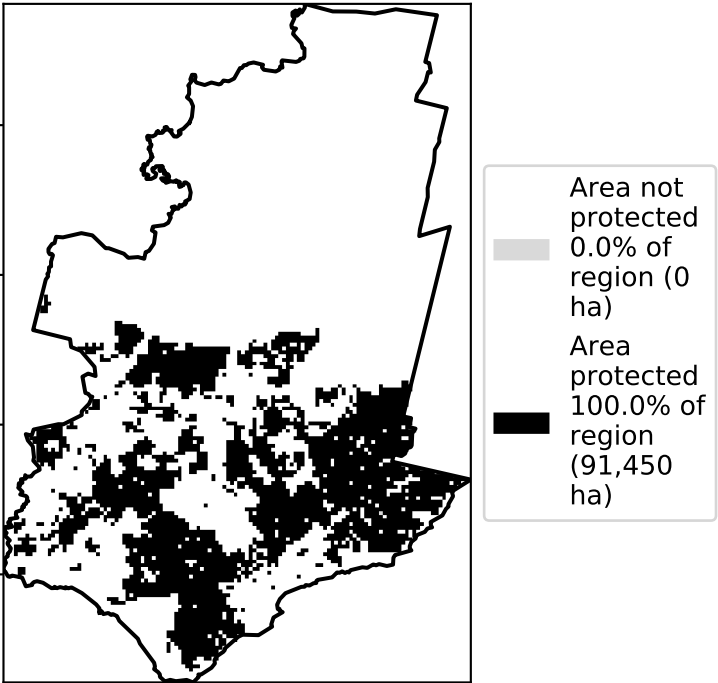 Area not
protected
0.0% of
region (0
ha)
Area
protected
100.0% of
region
(91,450
ha)